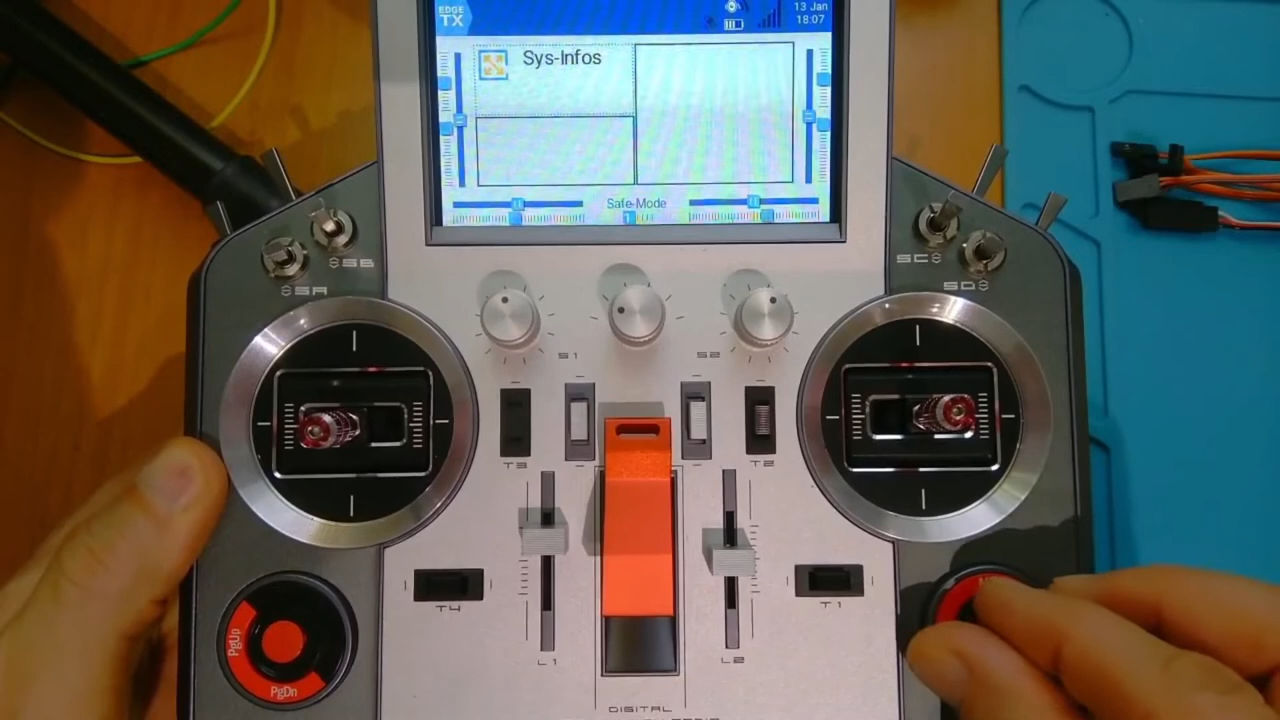 EDGE
TX
13 Jan
18:07
Sys-Infos
Safe-Mode
1
SB
SA
SC
SD
S1
S2
T3
T2
T4
T1
L1
L2
PgUp
PgDn
DIGITAL